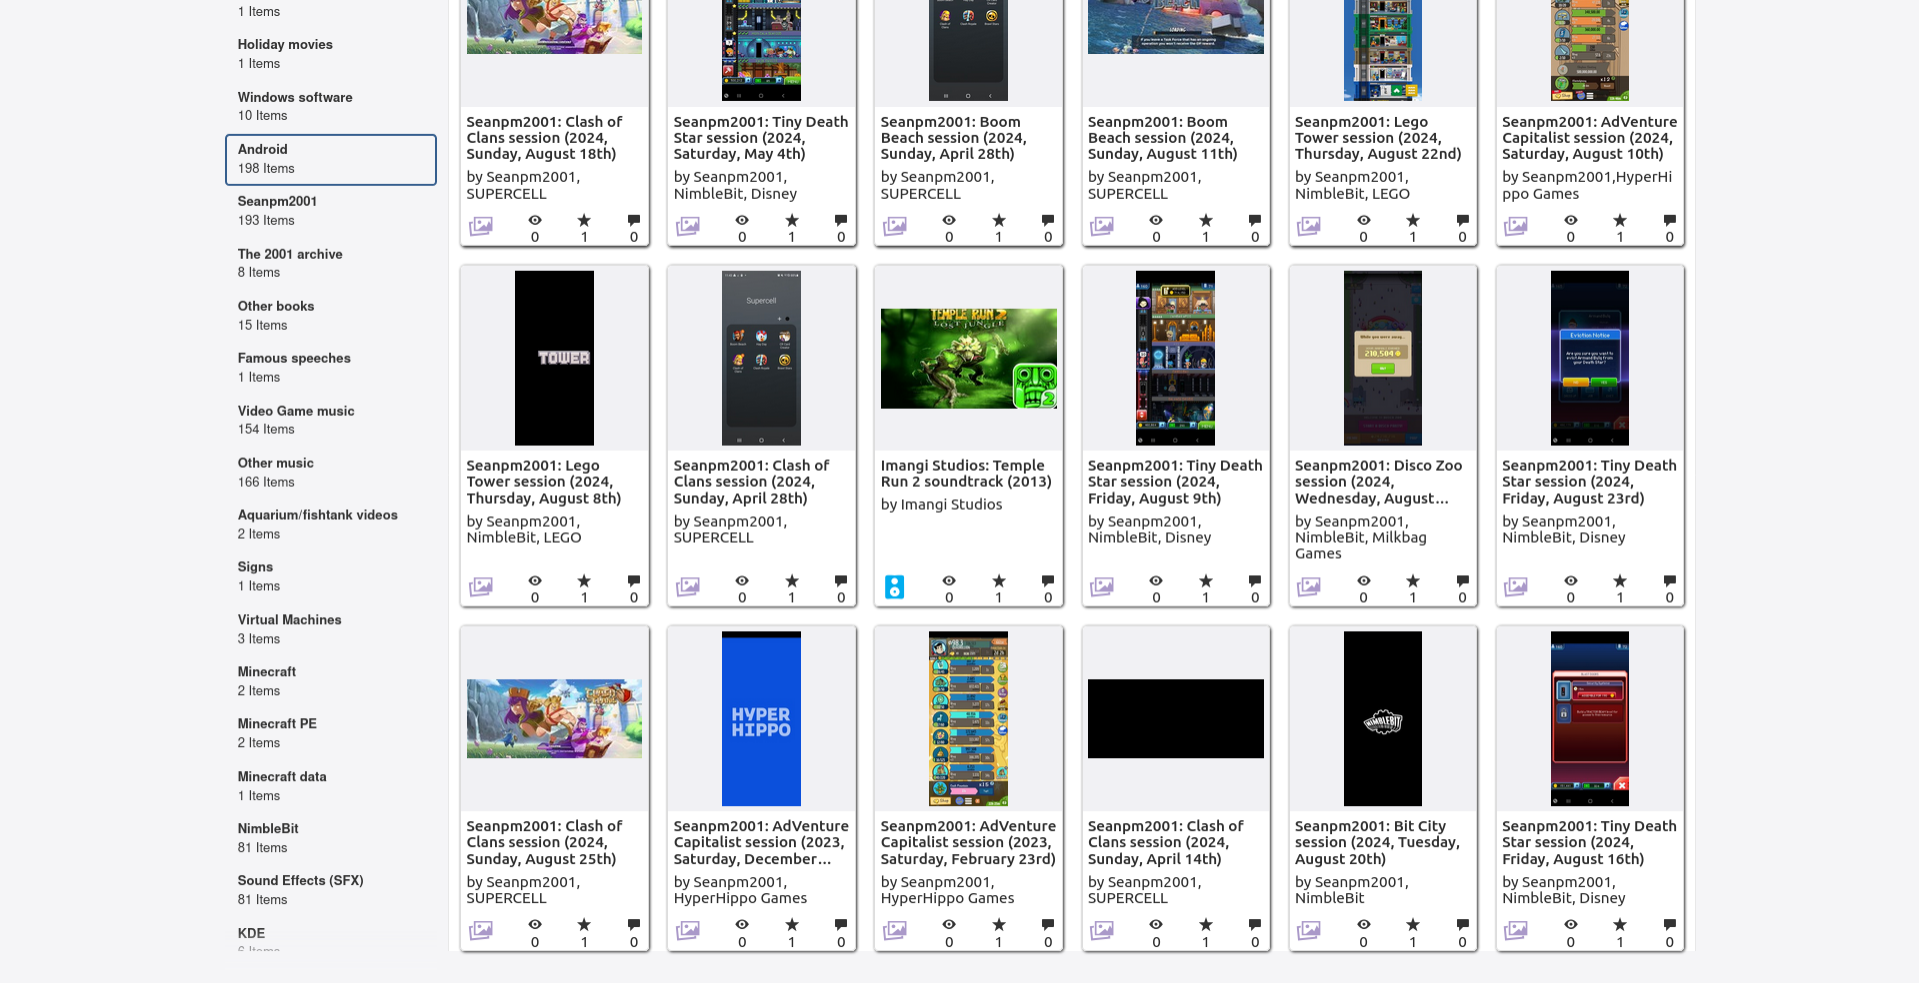 1 Items
Holiday movies
1 Items
Windows software
10 Items
Android
198 Items
Seanpm2001
193 Items
The 2001 archive
8 Items
Other books
15 Items
Famous speeches
1 Items
Video Game music
154 Items
Other music
166 Items
Aquarium/fishtank videos
2 Items
Signs
1 Items
Virtual Machines
3 Items
Minecraft
2 Items
Minecraft PE
2 Items
Minecraft data
1 Items
NimbleBit
81 Items
Sound Effects (SFX)
81 Items
KDE
6 Items
Seanpm2001: Clash of
Clans session (2024,
Sunday, August 18th)
by Seanpm2001,
SUPERCELL
0 1 0
Seanpm2001: Tiny Death
Star session (2024,
Saturday, May 4th)
by Seanpm2001,
NimbleBit, Disney
0 1 0
Seanpm2001: Boom
Beach session (2024,
Sunday, April 28th)
by Seanpm2001,
SUPERCELL
0 1 0
Seanpm2001: Boom
Beach session (2024,
Sunday, August 11th)
by Seanpm2001,
SUPERCELL
0 1 0
Seanpm2001: Lego
Tower session (2024,
Thursday, August 22nd)
by Seanpm2001,
NimbleBit, LEGO
0 1 0
Seanpm2001: AdVenture
Capitalist session (2024,
Saturday, August 10th)
by Seanpm2001,HyperHi
ppo Games
0 1 0
TOWER
Seanpm2001: Lego
Tower session (2024,
Thursday, August 8th)
by Seanpm2001,
NimbleBit, LEGO
0 1 0
Supercell
Seanpm2001: Clash of
Clans session (2024,
Sunday, April 28th)
by Seanpm2001,
SUPERCELL
0 1 0
TEMPLE RUN 2
LOST JUNGLE
2
Imangi Studios: Temple
Run 2 soundtrack (2013)
by Imangi Studios
0 1 0
Seanpm2001: Tiny Death
Star session (2024,
Friday, August 9th)
by Seanpm2001,
NimbleBit, Disney
0 1 0
While you were away...
210,504
Seanpm2001: Disco Zoo
session (2024,
Wednesday, August...
by Seanpm2001,
NimbleBit, Milkbag
Games
0 1 0
Eviction Notice
Seanpm2001: Tiny Death
Star session (2024,
Friday, August 23rd)
by Seanpm2001,
NimbleBit, Disney
0 1 0
Seanpm2001: Clash of
Clans session (2024,
Sunday, August 25th)
by Seanpm2001,
SUPERCELL
0 1 0
HYPER
HIPPO
Seanpm2001: AdVenture
Capitalist session (2023,
Saturday, December...
by Seanpm2001,
HyperHippo Games
0 1 0
Seanpm2001: AdVenture
Capitalist session (2023,
Saturday, February 23rd)
by Seanpm2001,
HyperHippo Games
0 1 0
Seanpm2001: Clash of
Clans session (2024,
Sunday, April 14th)
by Seanpm2001,
SUPERCELL
0 1 0
NIMBLEBIT
Seanpm2001: Bit City
session (2024, Tuesday,
August 20th)
by Seanpm2001,
NimbleBit
0 1 0
Seanpm2001: Tiny Death
Star session (2024,
Friday, August 16th)
by Seanpm2001,
NimbleBit, Disney
0 1 0